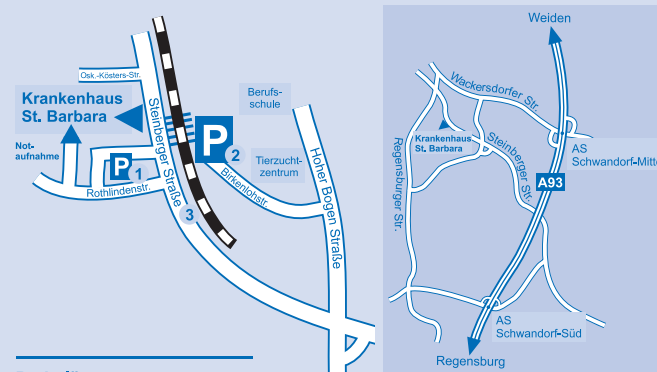 Osk.-Kösters-Str.
Krankenhaus
St. Barbara
Not-
aufnahme
P
1
Rothlindenstr.
Steinberger Straße
3
P
2
Birkenlohstr.
Berufs-
schule
Tierzucht-
zentrum
Hoher Bogen Straße
Weiden
Wackersdorfer Str.
Krankenhaus
St. Barbara
Steinberger Str.
Regensburger Str.
AS
Schwandorf-Mitte
A93
AS
Schwandorf-Süd
Regensburg